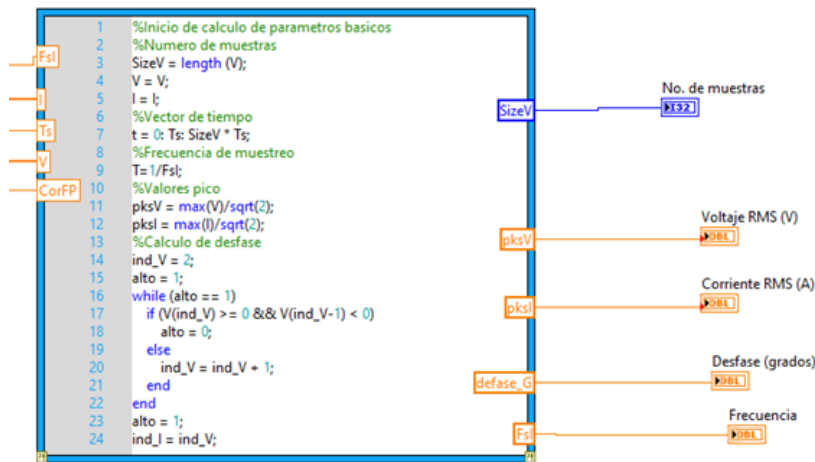 1 %Inicio de calculo de parametros basicos
2 %Numero de muestras
3 SizeV = length (V);
4 V = V;
5 I = I;
6 %Vector de tiempo
7 t = 0: Ts: SizeV * Ts;
8 %Frecuencia de muestreo
9 T=1/Fsl;
10 %Valores pico
11 pksV = max(V)/sqrt(2);
12 pksI = max(I)/sqrt(2);
13 %Calculo de desfase
14 ind_V = 2;
15 alto = 1;
16 while (alto == 1)
17 if (V(ind_V) >= 0 && V(ind_V-1) < 0)
18 alto = 0;
19 else
20 ind_V = ind_V + 1;
21 end
22 end
23 alto = 1;
24 ind_I = ind_V;
Fsl
I
Ts
V
CorFP
SizeV
No. de muestras
I32
pksV
Voltaje RMS (V)
DBL
pksI
Corriente RMS (A)
DBL
defase_G
Desfase (grados)
DBL
Fsl
Frecuencia
DBL